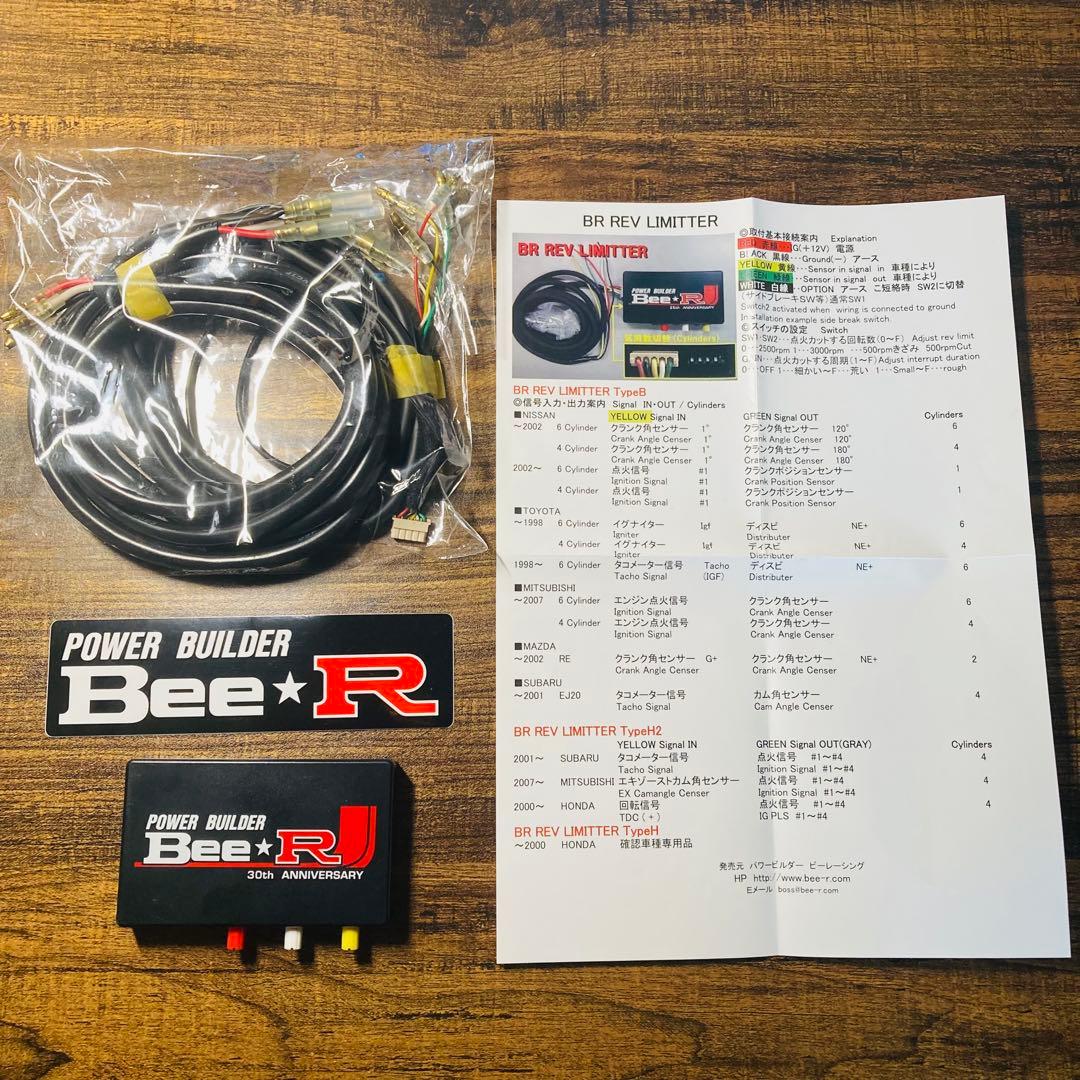 BR REV LIMITTER
BR REV LIMITTER
POWER BUILDER
Bee★R
気筒数切替(Cylinders)
◎取付基本接続案内 Explanation
RED 赤線…IG(+12V) 電源
BLACK 黒線…Ground(-) アース
YELLOW 黄線…Sensor in signal in 車種により
GREEN 緑線…Sensor in signal out 車種により
WHITE 白線…OPTION アース こ短絡時 SW2に切替
(サイドブレーキSW等)通常SW1
Switch2 activated when wiring is connected to ground
Installation example side break switch.
◎スイッチの設定 Switch
SW1・SW2…点火カットする回転数(0~F) Adjust rev limit
0…2500rpm 1…3000rpm …500rpmきざみ 500rpmCut
G.IN…点火カットする周期(1~F)Adjust interrupt duration
0…OFF 1…細かい~F…荒い 1…Small~F…rough
BR REV LIMITTER TypeB
◎信号入力・出力案内 Signal IN・OUT / Cylinders
■NISSAN YELLOW Signal IN GREEN Signal OUT Cylinders
~2002 6 Cylinder クランク角センサー 1° クランク角センサー 120° 6
Crank Angle Censer 1° Crank Angle Censer 120°
4 Cylinder クランク角センサー 1° クランク角センサー 180° 4
Crank Angle Censer 1° Crank Angle Censer 180°
2002~ 6 Cylinder 点火信号 #1 クランクポジションセンサー 1
Ignition Signal #1 Crank Position Sensor
4 Cylinder 点火信号 #1 クランクポジションセンサー 1
Ignition Signal #1 Crank Position Sensor
■TOYOTA
~1998 6 Cylinder イグナイター Igf ディスビ NE+ 6
Igniter Distributer
4 Cylinder イグナイター Igf ディスビ NE+ 4
Igniter Distributer
1998~ 6 Cylinder タコメーター信号 Tacho ディスビ NE+ 6
Tacho Signal (IGF) Distributer
■MITSUBISHI
~2007 6 Cylinder エンジン点火信号 クランク角センサー 6
Ignition Signal Crank Angle Censer
4 Cylinder エンジン点火信号 クランク角センサー 4
Ignition Signal Crank Angle Censer
■MAZDA
~2002 RE クランク角センサー G+ クランク角センサー NE+ 2
Crank Angle Censer Crank Angle Censer
■SUBARU
~2001 EJ20 タコメーター信号 カム角センサー 4
Tacho Signal Cam Angle Censer
BR REV LIMITTER TypeH2
YELLOW Signal IN GREEN Signal OUT(GRAY) Cylinders
2001~ SUBARU タコメーター信号 点火信号 #1~#4 4
Tacho Signal Ignition Signal #1~#4
2007~ MITSUBISHI エキゾーストカム角センサー 点火信号 #1~#4 4
EX Camangle Censer Ignition Signal #1~#4
2000~ HONDA 回転信号 点火信号 #1~#4 4
TDC(+) IG PLS #1~#4
BR REV LIMITTER TypeH
~2000 HONDA 確認車種専用品
発売元 パワービルダー ビーレーシング
HP http://www.bee-r.com
Eメール boss@bee-r.com
POWER BUILDER
Bee★R
POWER BUILDER
Bee★R
30th ANNIVERSARY